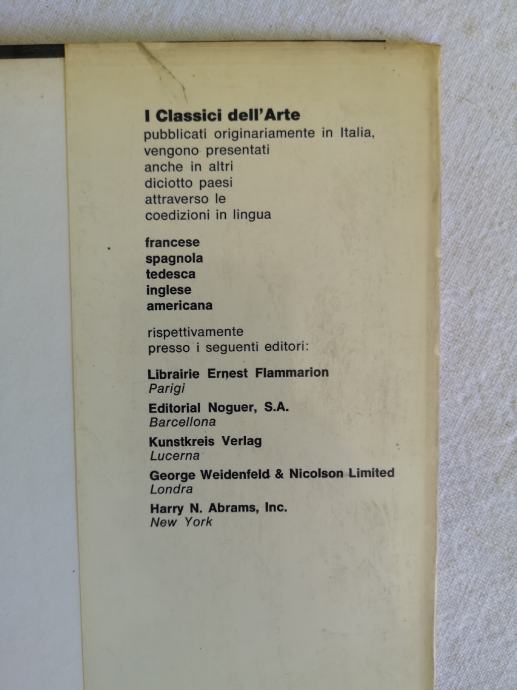 I Classici dell'Arte
pubblicati originariamente in Italia,
vengono presentati
anche in altri
diciotto paesi
attraverso le
coedizioni in lingua
francese
spagnola
tedesca
inglese
americana
rispettivamente
presso i seguenti editori:
Librairie Ernest Flammarion
Parigi
Editorial Noguer, S.A.
Barcellona
Kunstkreis Verlag
Lucerna
George Weidenfeld & Nicolson Limited
Londra
Harry N. Abrams, Inc.
New York